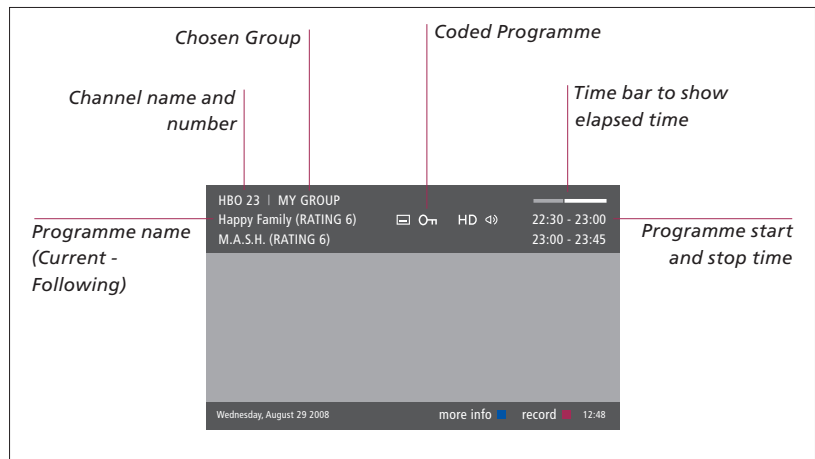 Chosen Group
Coded Programme
Channel name and
number
Time bar to show
elapsed time
HBO 23 | MY GROUP
Happy Family (RATING 6) HD 22:30 - 23:00
M.A.S.H. (RATING 6) 23:00 - 23:45
Programme name
(Current -
Following)
Programme start
and stop time
Wednesday, August 29 2008 more info record 12:48